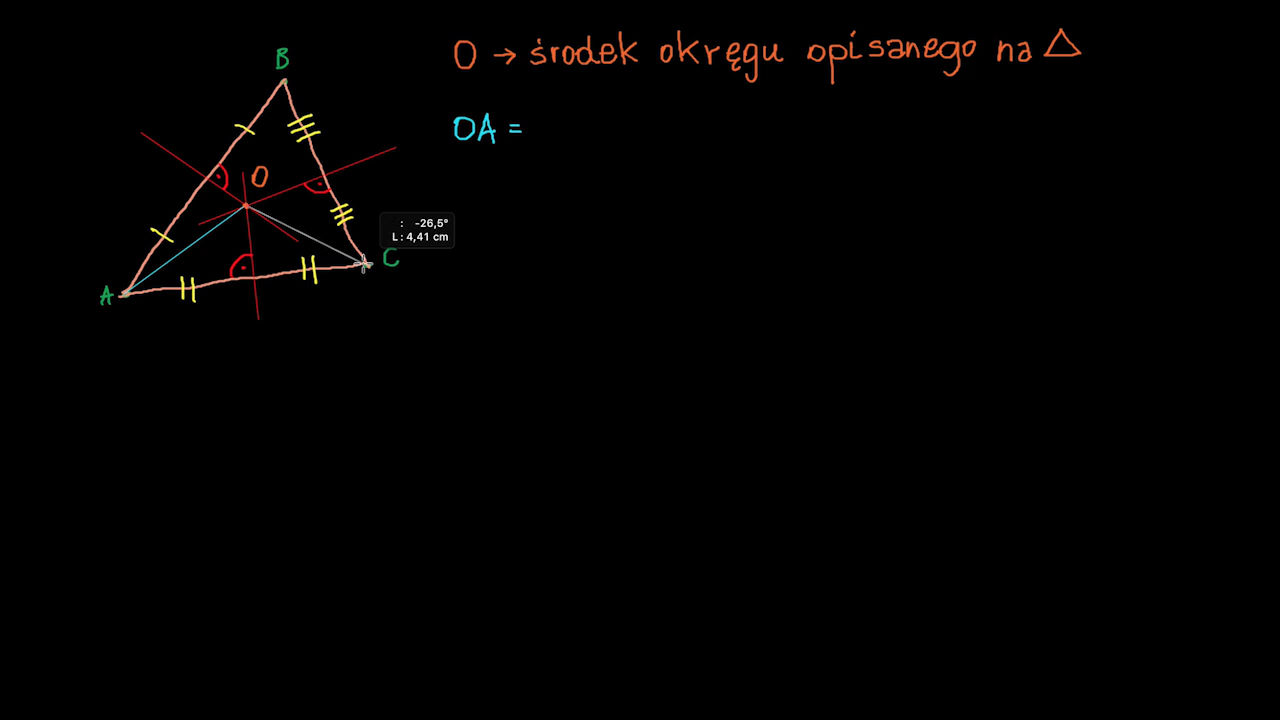 B
O → środek okręgu opisanego na △
OA =
O
: -26,5°
L: 4,41 cm
C
A